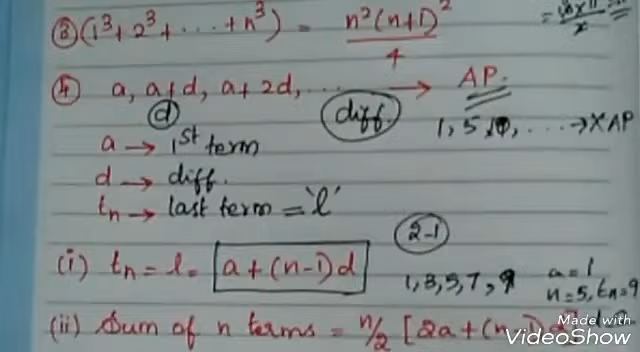 ③ (1³+2³+ ... +n³) = n²(n+1)²/4
④ a, a+d, a+2d, ... → AP.
(d) diff. 1, 5, 10, ... → X AP
a → 1st term
d → diff.
tn → last term = 'l'
2-1
(i) tn = l = a+(n-1)d 1, 3, 5, 7, 9 a=1
n=5, tn=9
(ii) Sum of n terms = n/2 [2a+(n-1)d]
Made with
VideoShow